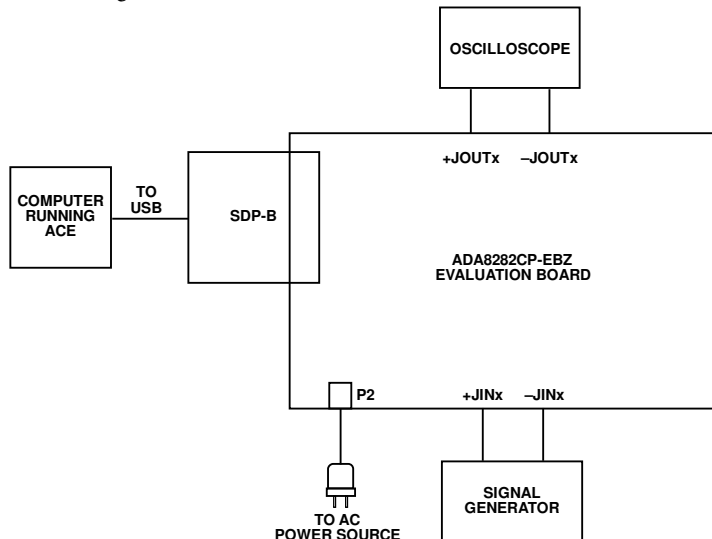 OSCILLOSCOPE
+JOUTx –JOUTx
COMPUTER
RUNNING
ACE
TO
USB
SDP-B
ADA8282CP-EBZ
EVALUATION BOARD
P2
+JINx –JINx
SIGNAL
GENERATOR
TO AC
POWER SOURCE